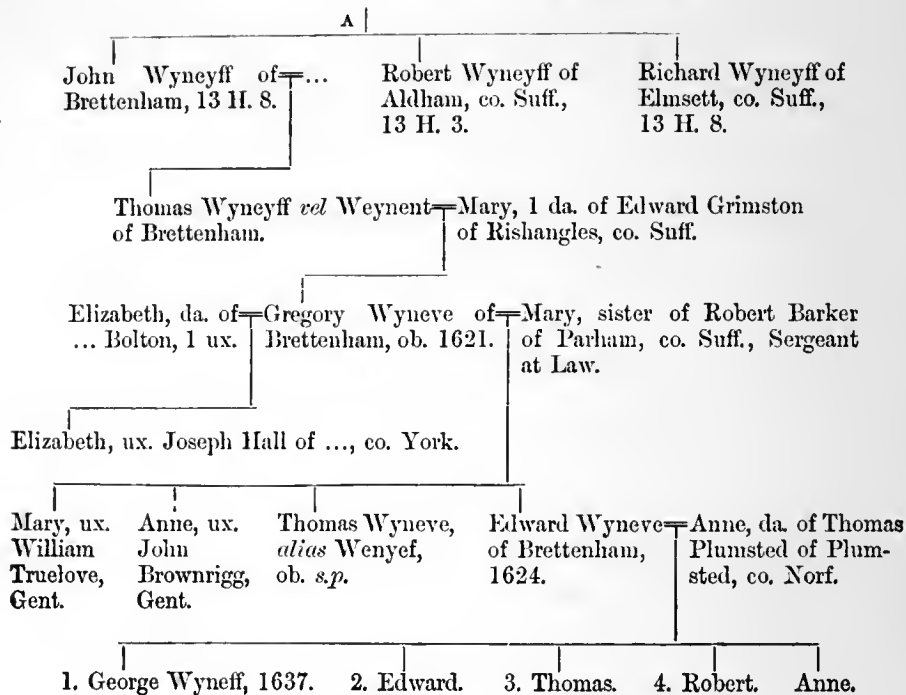 A
John Wyneyff of=...
Brettenham, 13 H. 8.
Robert Wyneyff of
Aldham, co. Suff.,
13 H. 3.
Richard Wyneyff of
Elmsett, co. Suff.,
13 H. 8.
Thomas Wyneyff vel Weynent=Mary, 1 da. of Edward Grimston
of Brettenham.
of Rishangles, co. Suff.
Elizabeth, da. of=Gregory Wyneve of=Mary, sister of Robert Barker
... Bolton, 1 ux.
Brettenham, ob. 1621.
of Parham, co. Suff., Sergeant
at Law.
Elizabeth, ux. Joseph Hall of ..., co. York.
Mary, ux.
William
Truelove,
Gent.
Anne, ux.
John
Brownrigg,
Gent.
Thomas Wyneve,
alias Wenyef,
ob. s.p.
Edward Wyneve=Anne, da. of Thomas
of Brettenham,
1624.
Plumsted of Plum-
sted, co. Norf.
1. George Wyneff, 1637. 2. Edward. 3. Thomas. 4. Robert. Anne.